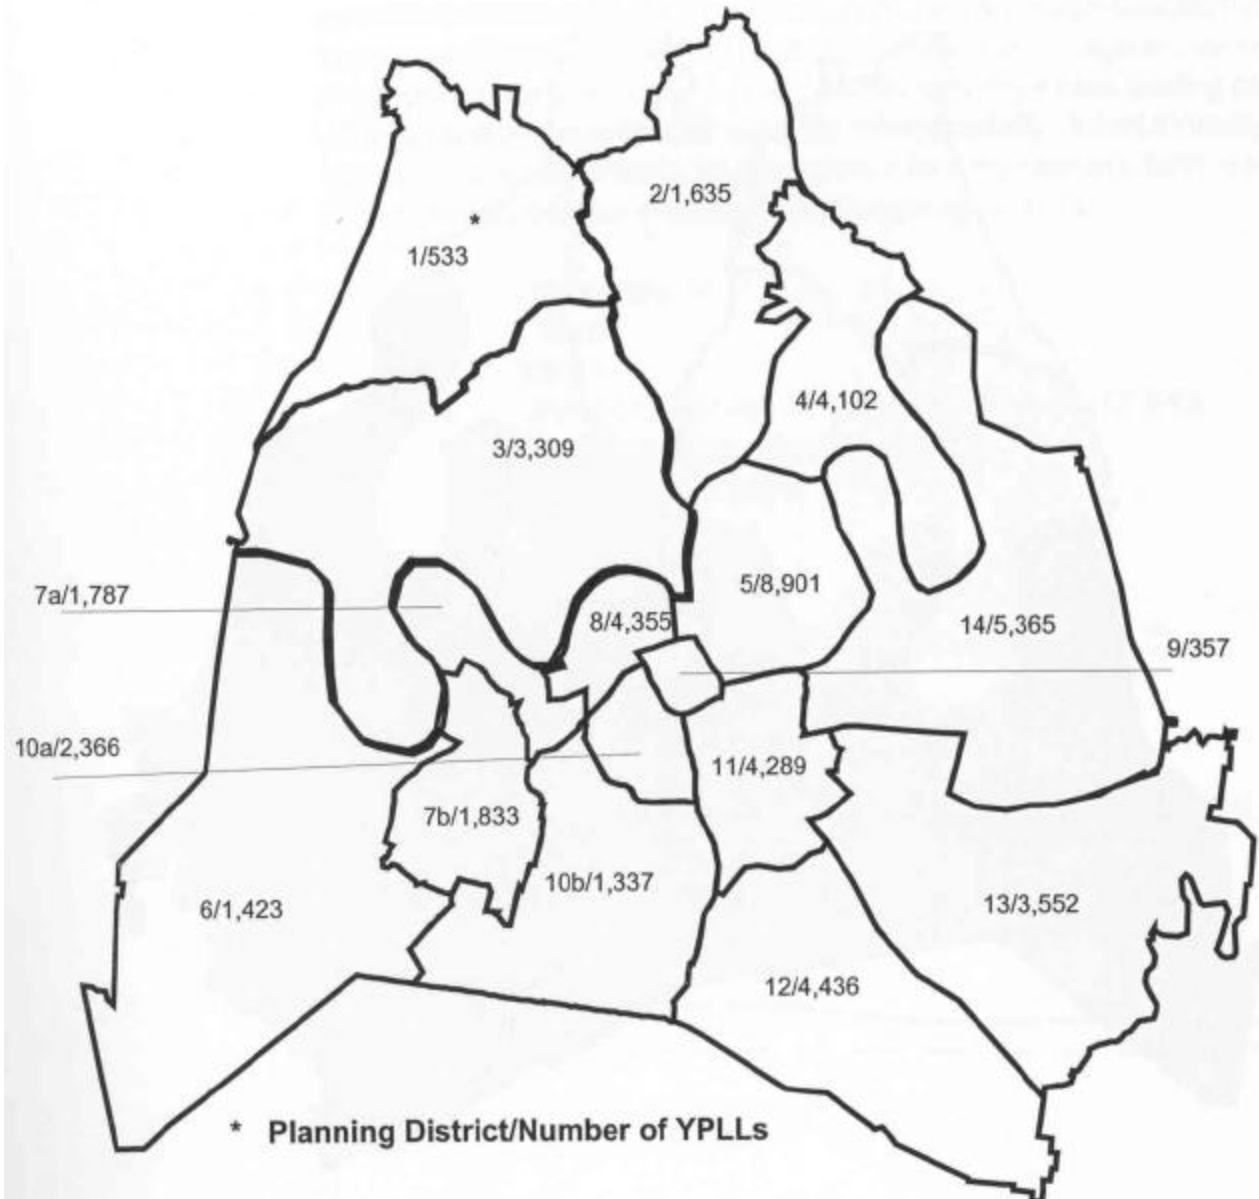 2/1,635
*
1/533
4/4,102
3/3,309
5/8,901
7a/1,787
8/4,355
14/5,365
9/357
10a/2,366
11/4,289
7b/1,833
10b/1,337
6/1,423
13/3,552
12/4,436
* Planning District/Number of YPLLs